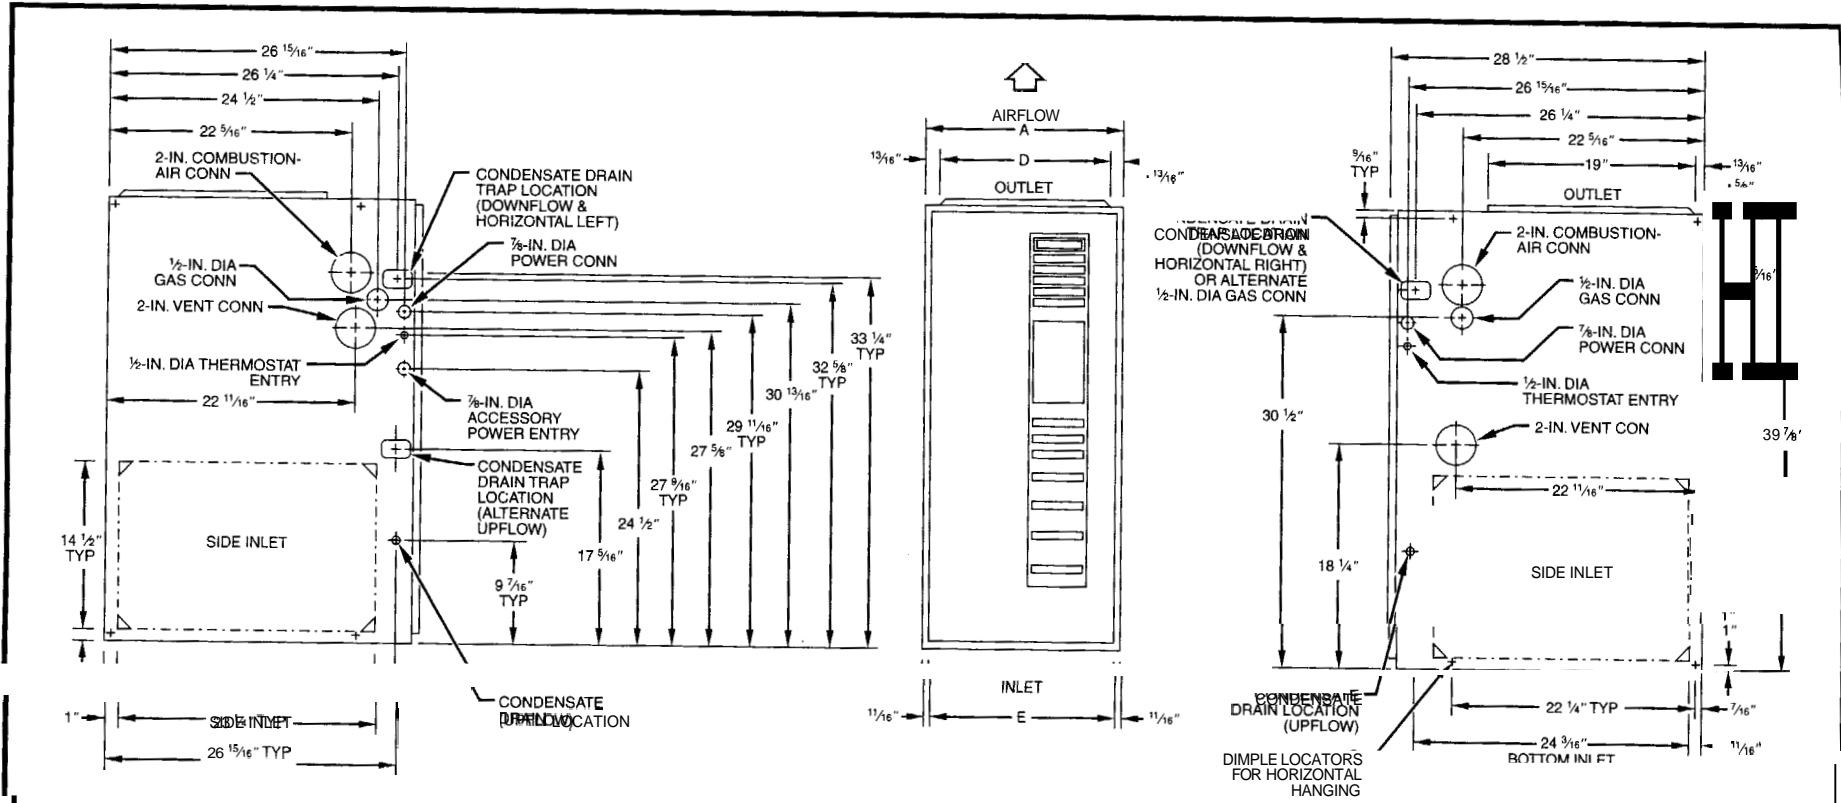 26 15/16"
26 1/4"
24 1/2"
22 5/16"
2-IN. COMBUSTION-
AIR CONN
CONDENSATE DRAIN
TRAP LOCATION
(DOWNFLOW &
HORIZONTAL LEFT)
7/8-IN. DIA
POWER CONN
1/2-IN. DIA
GAS CONN
2-IN. VENT CONN
1/2-IN. DIA THERMOSTAT
ENTRY
22 11/16"
7/8-IN. DIA
ACCESSORY
POWER ENTRY
CONDENSATE
DRAIN TRAP
LOCATION
(ALTERNATE
UPFLOW)
33 1/4"
TYP
32 5/8"
TYP
30 13/16"
29 11/16"
TYP
27 5/8"
27 9/16"
TYP
24 1/2"
17 5/16"
9 7/16"
TYP
14 1/2"
TYP
SIDE INLET
1"
SIDE INLET
26 15/16" TYP
CONDENSATE
LOCATION
AIRFLOW
A
13/16"
D
13/16"
OUTLET
INLET
11/16"
E
11/16"
28 1/2"
26 15/16"
26 1/4"
22 5/16"
19"
13/16"
9/16"
TYP
OUTLET
TRAP LOCATION
(DOWNFLOW &
HORIZONTAL RIGHT)
OR ALTERNATE
1/2-IN. DIA GAS CONN
2-IN. COMBUSTION-
AIR CONN
1/2-IN. DIA
GAS CONN
7/8-IN. DIA
POWER CONN
1/2-IN. DIA
THERMOSTAT ENTRY
2-IN. VENT CON
30 1/2"
39 7/8'
22 11/16"
18 1/4"
SIDE INLET
1"
CONDENSATE
DRAIN LOCATION
(UPFLOW)
22 1/4" TYP
7/16"
24 3/16"
11/16"
BOTTOM INLET
DIMPLE LOCATORS
FOR HORIZONTAL
HANGING